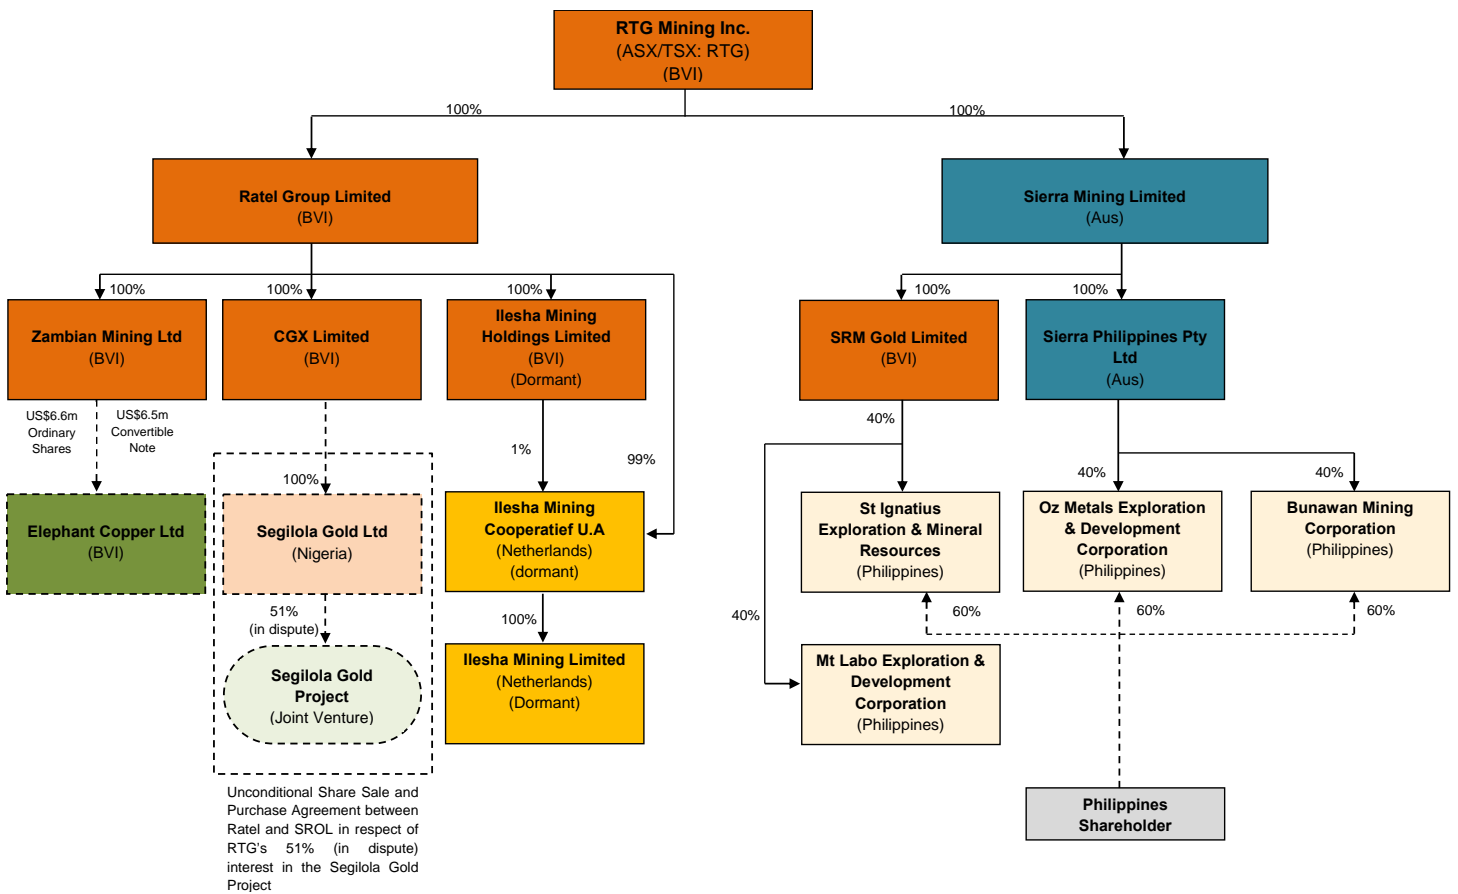 RTG Mining Inc.
(ASX/TSX: RTG)
(BVI)
100%
100%
Ratel Group Limited
(BVI)
Sierra Mining Limited
(Aus)
100%
100%
100%
100%
100%
Zambian Mining Ltd
(BVI)
CGX Limited
(BVI)
Ilesha Mining
Holdings Limited
(BVI)
(Dormant)
SRM Gold Limited
(BVI)
Sierra Philippines Pty
Ltd
(Aus)
US$6.6m
Ordinary
Shares
US$6.5m
Convertible
Note
1%
99%
40%
100%
40%
40%
Elephant Copper Ltd
(BVI)
Segilola Gold Ltd
(Nigeria)
Ilesha Mining
Cooperatief U.A
(Netherlands)
(dormant)
St Ignatius
Exploration & Mineral
Resources
(Philippines)
Oz Metals Exploration
& Development
Corporation
(Philippines)
Bunawan Mining
Corporation
(Philippines)
51%
(in dispute)
100%
40%
60%
60%
60%
Segilola Gold
Project
(Joint Venture)
Ilesha Mining Limited
(Netherlands)
(Dormant)
Mt Labo Exploration &
Development
Corporation
(Philippines)
Unconditional Share Sale and
Purchase Agreement between
Ratel and SROL in respect of
RTG's 51% (in dispute)
interest in the Segilola Gold
Project
Philippines
Shareholder